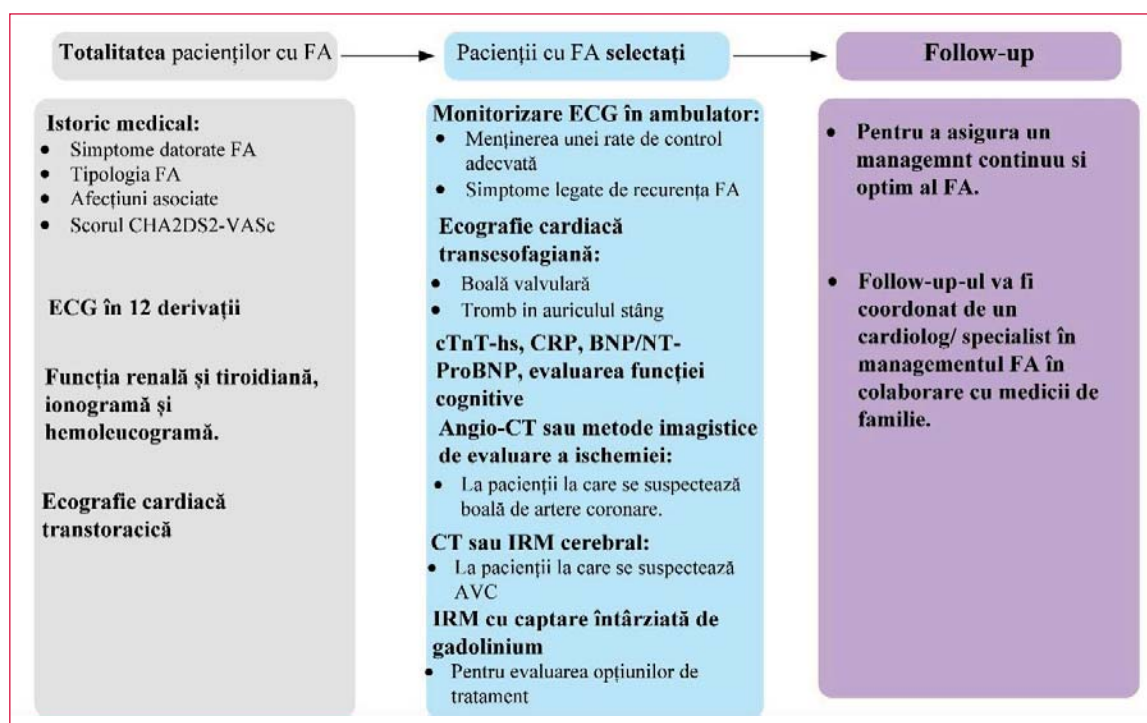 Totalitatea pacienților cu FA
Pacienții cu FA selectați
Follow-up
Istoric medical:
• Simptome datorate FA
• Tipologia FA
• Afecțiuni asociate
• Scorul CHA2DS2-VASc
ECG în 12 derivații
Funcția renală și tiroidiană,
ionogramă și
hemoleucogramă.
Ecografie cardiacă
transtoracică
Monitorizare ECG în ambulator:
• Menținerea unei rate de control
adecvată
• Simptome legate de recurența FA
Ecografie cardiacă
transesofagiană:
• Boală valvulară
• Tromb in auriculul stâng
cTnT-hs, CRP, BNP/NT-
ProBNP, evaluarea funcției
cognitive
Angio-CT sau metode imagistice
de evaluare a ischemiei:
• La pacienții la care se suspectează
boală de artere coronare.
CT sau IRM cerebral:
• La pacienții la care se suspectează
AVC
IRM cu captare întârziată de
gadolinium
• Pentru evaluarea opțiunilor de
tratament
• Pentru a asigura un
managemnt continuu si
optim al FA.
• Follow-up-ul va fi
coordonat de un
cardiolog/ specialist în
managementul FA în
colaborare cu medicii de
familie.